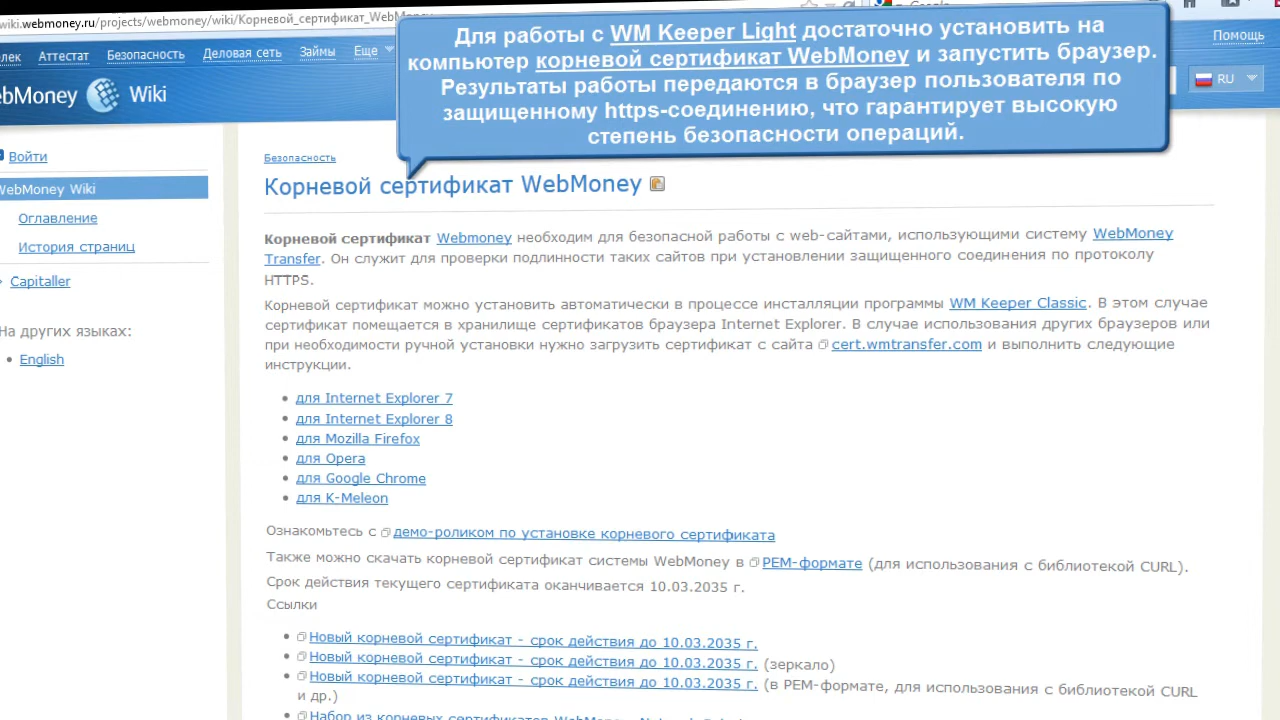 wiki.webmoney.ru/projects/webmoney/wiki/Корневой_сертификат_WebMoney
Google
Аттестат Безопасность Деловая сеть Займы Еще
Помощь
ebMoney Wiki
RU
Для работы с WM Keeper Light достаточно установить на
компьютер корневой сертификат WebMoney и запустить браузер.
Результаты работы передаются в браузер пользователя по
защищенному https-соединению, что гарантирует высокую
степень безопасности операций.
Войти
WebMoney Wiki
Оглавление
История страниц
Capitaller
На других языках:
• English
Безопасность
Корневой сертификат WebMoney
Корневой сертификат Webmoney необходим для безопасной работы с web-сайтами, использующими систему WebMoney
Transfer. Он служит для проверки подлинности таких сайтов при установлении защищенного соединения по протоколу
HTTPS.
Корневой сертификат можно установить автоматически в процессе инсталляции программы WM Keeper Classic. В этом случае
сертификат помещается в хранилище сертификатов браузера Internet Explorer. В случае использования других браузеров или
при необходимости ручной установки нужно загрузить сертификат с сайта cert.wmtransfer.com и выполнить следующие
инструкции.
• для Internet Explorer 7
• для Internet Explorer 8
• для Mozilla Firefox
• для Opera
• для Google Chrome
• для K-Meleon
Ознакомьтесь с демо-роликом по установке корневого сертификата
Также можно скачать корневой сертификат системы WebMoney в PEM-формате (для использования с библиотекой CURL).
Срок действия текущего сертификата оканчивается 10.03.2035 г.
Ссылки
• Новый корневой сертификат - срок действия до 10.03.2035 г.
• Новый корневой сертификат - срок действия до 10.03.2035 г. (зеркало)
• Новый корневой сертификат - срок действия до 10.03.2035 г. (в PEM-формате, для использования с библиотекой CURL
и др.)
• Набор из корневых сертификатов WebMoney